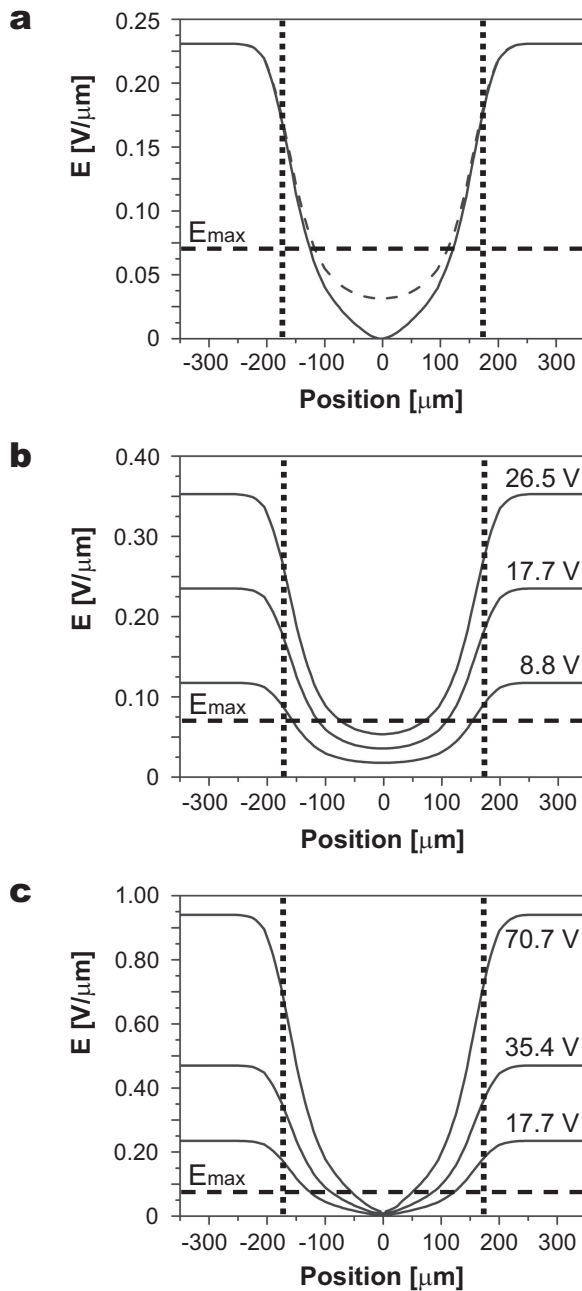 a
E [V/μm]
0.25
0.20
0.15
0.10
0.05
0
Emax
-300 -200 -100 0 100 200 300
Position [μm]
b
E [V/μm]
0.40
0.30
0.20
0.10
0
26.5 V
17.7 V
8.8 V
Emax
-300 -200 -100 0 100 200 300
Position [μm]
c
E [V/μm]
1.00
0.80
0.60
0.40
0.20
0
70.7 V
35.4 V
17.7 V
Emax
-300 -200 -100 0 100 200 300
Position [μm]